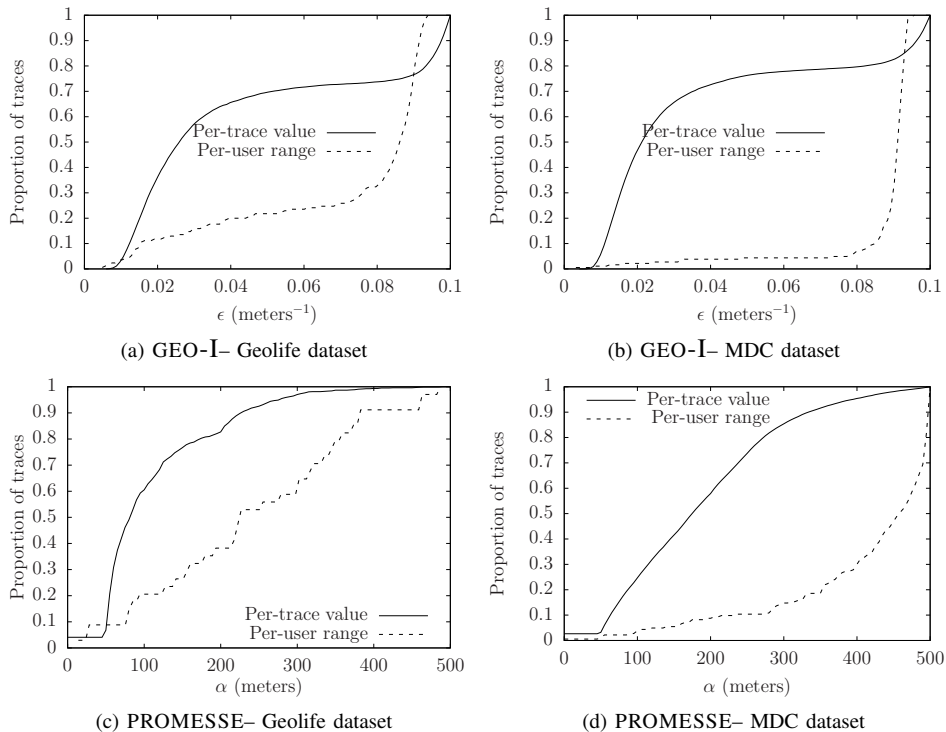 1
0.9
0.8
0.7
0.6
0.5
0.4
0.3
0.2
0.1
0
Proportion of traces
Per-trace value
Per-user range
0 0.02 0.04 0.06 0.08 0.1
ϵ (meters⁻¹)
(a) GEO-I– Geolife dataset
1
0.9
0.8
0.7
0.6
0.5
0.4
0.3
0.2
0.1
0
Proportion of traces
Per-trace value
Per-user range
0 0.02 0.04 0.06 0.08 0.1
ϵ (meters⁻¹)
(b) GEO-I– MDC dataset
1
0.9
0.8
0.7
0.6
0.5
0.4
0.3
0.2
0.1
0
Proportion of traces
Per-trace value
Per-user range
0 100 200 300 400 500
α (meters)
(c) PROMESSE– Geolife dataset
1
0.9
0.8
0.7
0.6
0.5
0.4
0.3
0.2
0.1
0
Proportion of traces
Per-trace value
Per-user range
0 100 200 300 400 500
α (meters)
(d) PROMESSE– MDC dataset